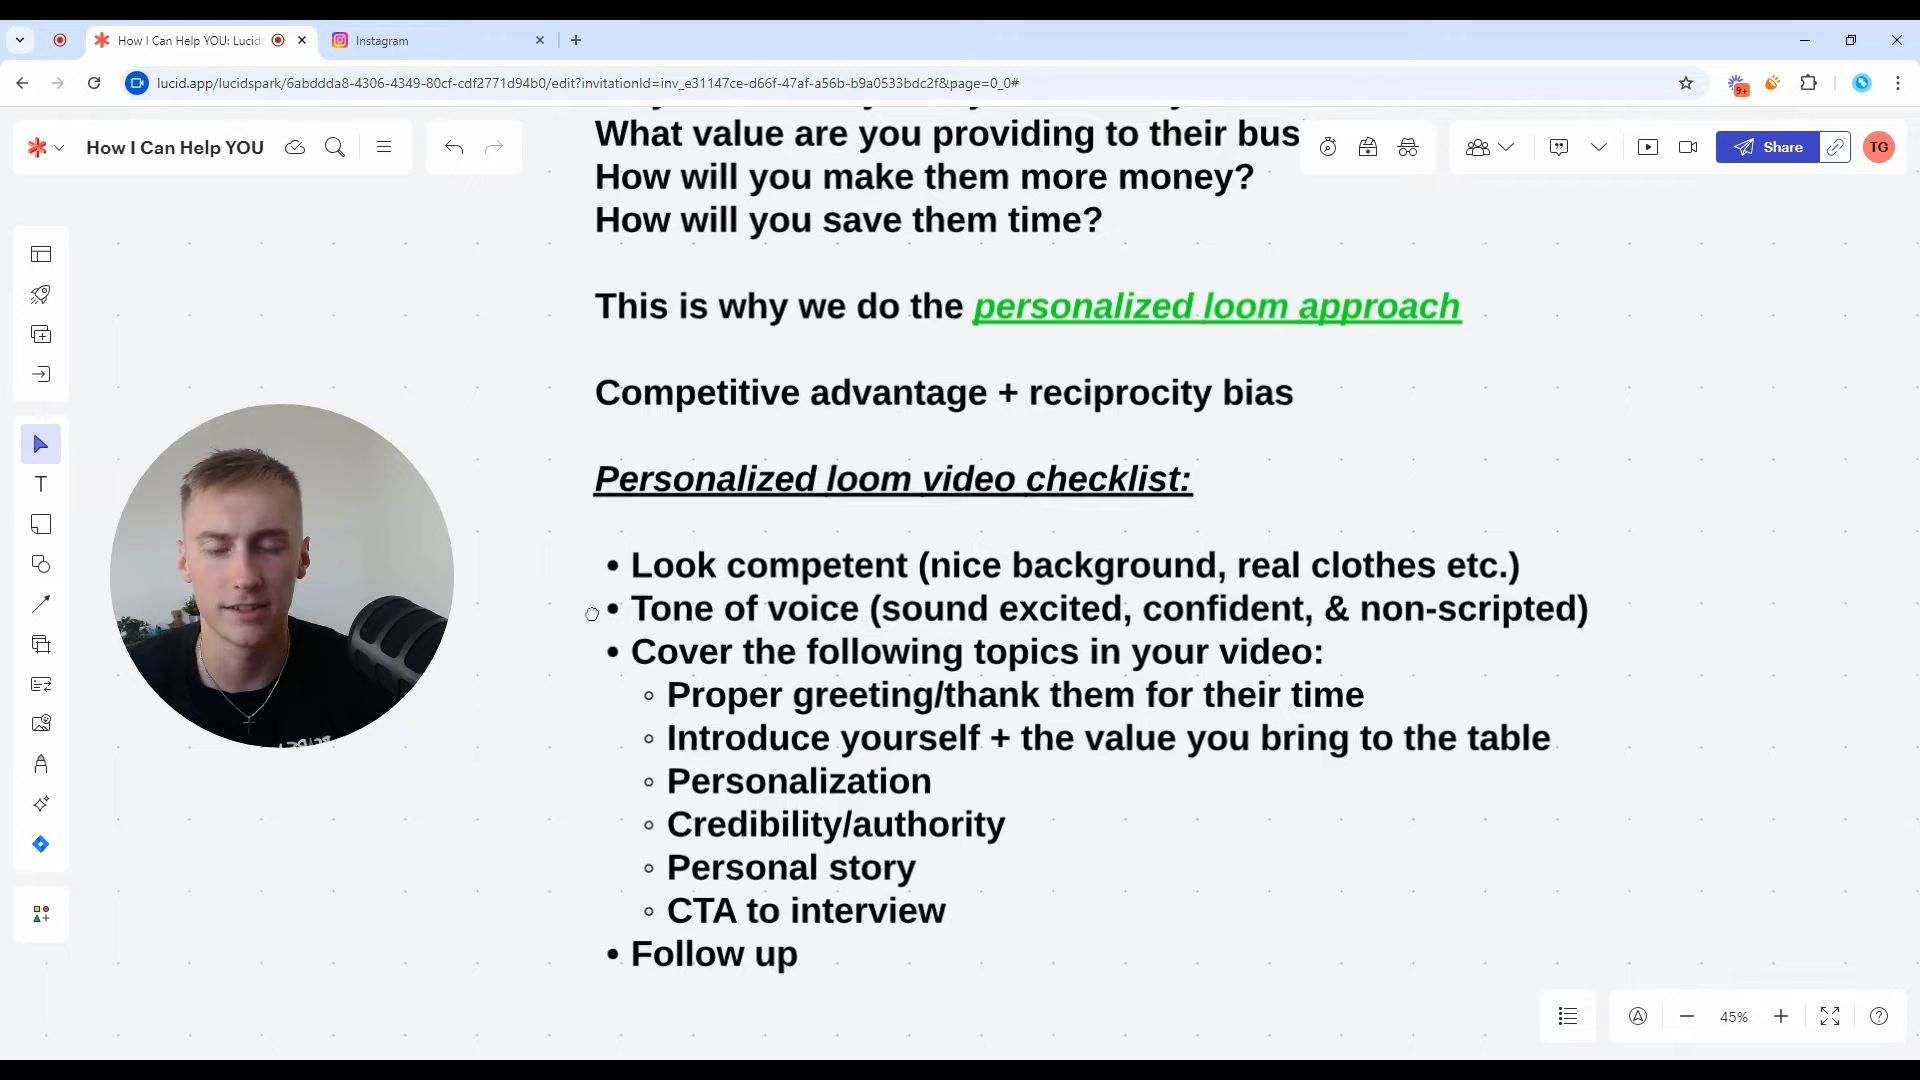 How I Can Help YOU: Lucids
Instagram
lucid.app/lucidspark/6abddda8-4306-4349-80cf-cdf2771d94b0/edit?invitationId=inv_e31147ce-d66f-47af-a56b-b9a0533bdc2f&page=0_0#
9+
How I Can Help YOU
Share
TG
What value are you providing to their bus
How will you make them more money?
How will you save them time?
This is why we do the personalized loom approach
Competitive advantage + reciprocity bias
Personalized loom video checklist:
• Look competent (nice background, real clothes etc.)
• Tone of voice (sound excited, confident, & non-scripted)
• Cover the following topics in your video:
◦ Proper greeting/thank them for their time
◦ Introduce yourself + the value you bring to the table
◦ Personalization
◦ Credibility/authority
◦ Personal story
◦ CTA to interview
• Follow up
45%